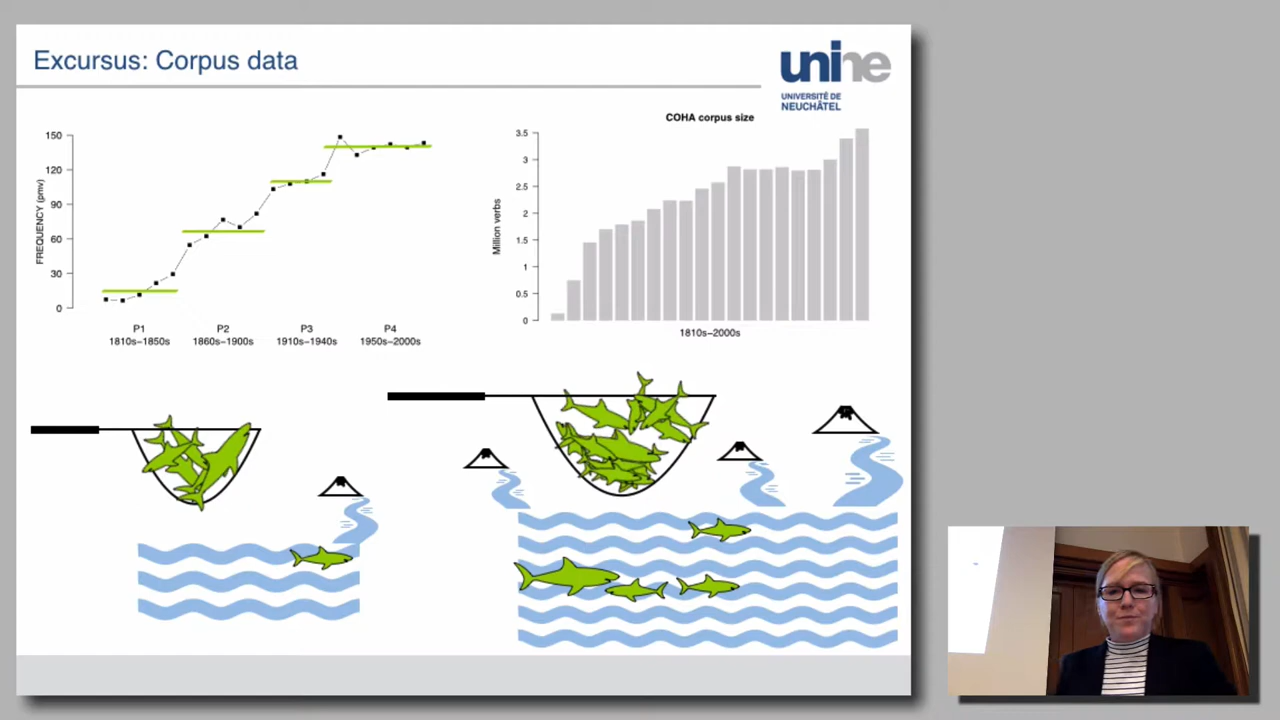 Excursus: Corpus data
unine
UNIVERSITÉ DE
NEUCHÂTEL
FREQUENCY (pmv)
150
120
90
60
30
0
P1
P2
P3
P4
1810s–1850s
1860s–1900s
1910s–1940s
1950s–2000s
COHA corpus size
Million verbs
3.5
3
2.5
2
1.5
1
0.5
0
1810s–2000s